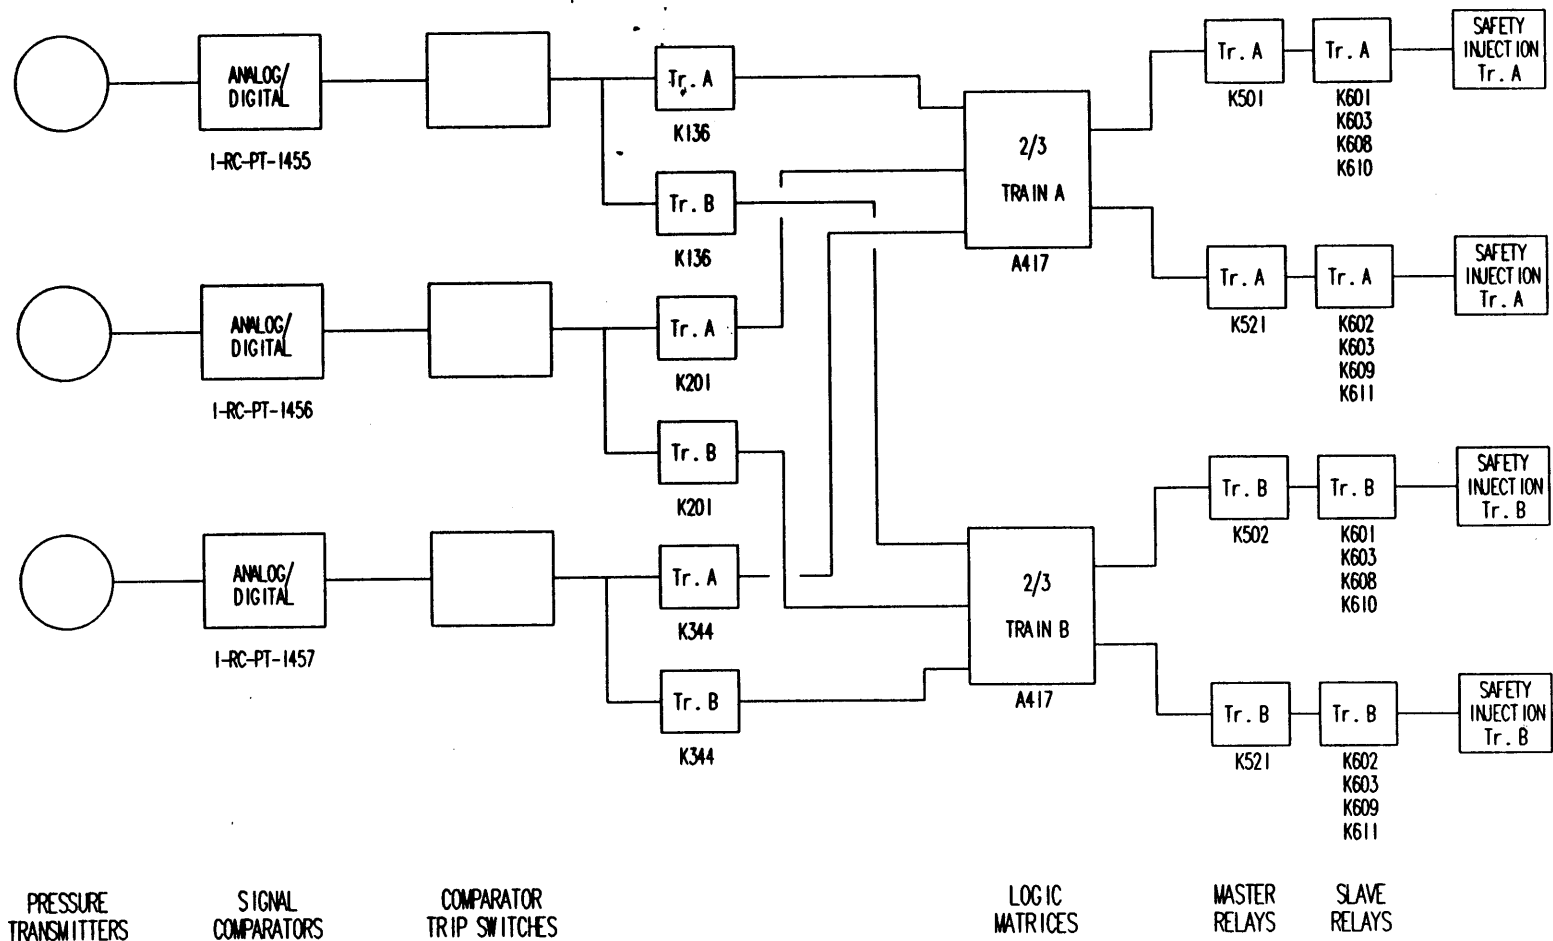 ANALOG/
DIGITAL
1-RC-PT-1455
Tr. A
K136
Tr. B
K136
ANALOG/
DIGITAL
1-RC-PT-1456
Tr. A
K201
Tr. B
K201
ANALOG/
DIGITAL
1-RC-PT-1457
Tr. A
K344
Tr. B
K344
2/3
TRAIN A
A417
2/3
TRAIN B
A417
Tr. A
K501
Tr. A
K601
K603
K608
K610
SAFETY
INJECTION
Tr. A
Tr. A
K521
Tr. A
K602
K603
K609
K611
SAFETY
INJECTION
Tr. A
Tr. B
K502
Tr. B
K601
K603
K608
K610
SAFETY
INJECTION
Tr. B
Tr. B
K521
Tr. B
K602
K603
K609
K611
SAFETY
INJECTION
Tr. B
PRESSURE
TRANSMITTERS
SIGNAL
COMPARATORS
COMPARATOR
TRIP SWITCHES
LOGIC
MATRICES
MASTER
RELAYS
SLAVE
RELAYS